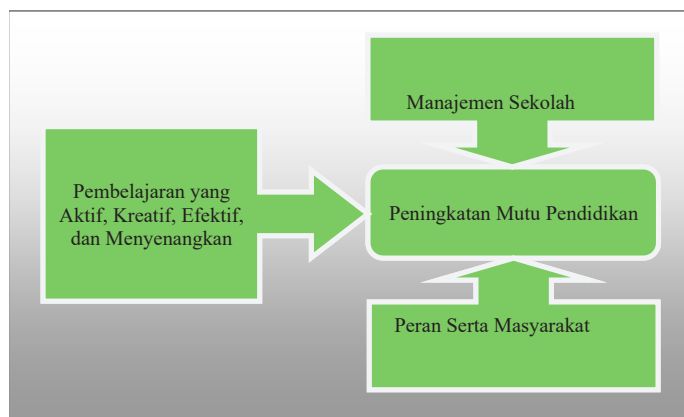 Manajemen Sekolah
Pembelajaran yang
Aktif, Kreatif, Efektif,
dan Menyenangkan
Peningkatan Mutu Pendidikan
Peran Serta Masyarakat